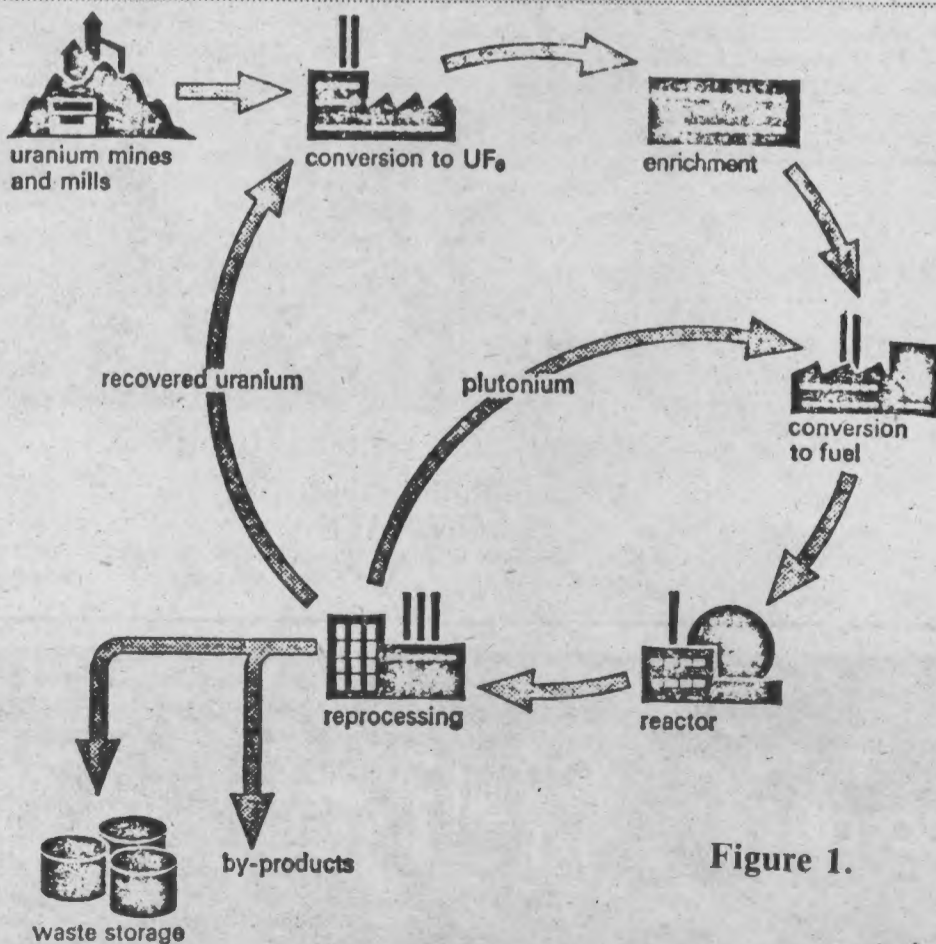 uranium mines
and mills
conversion to UF₆
enrichment
recovered uranium
plutonium
conversion
to fuel
reprocessing
reactor
by-products
waste storage
Figure 1.